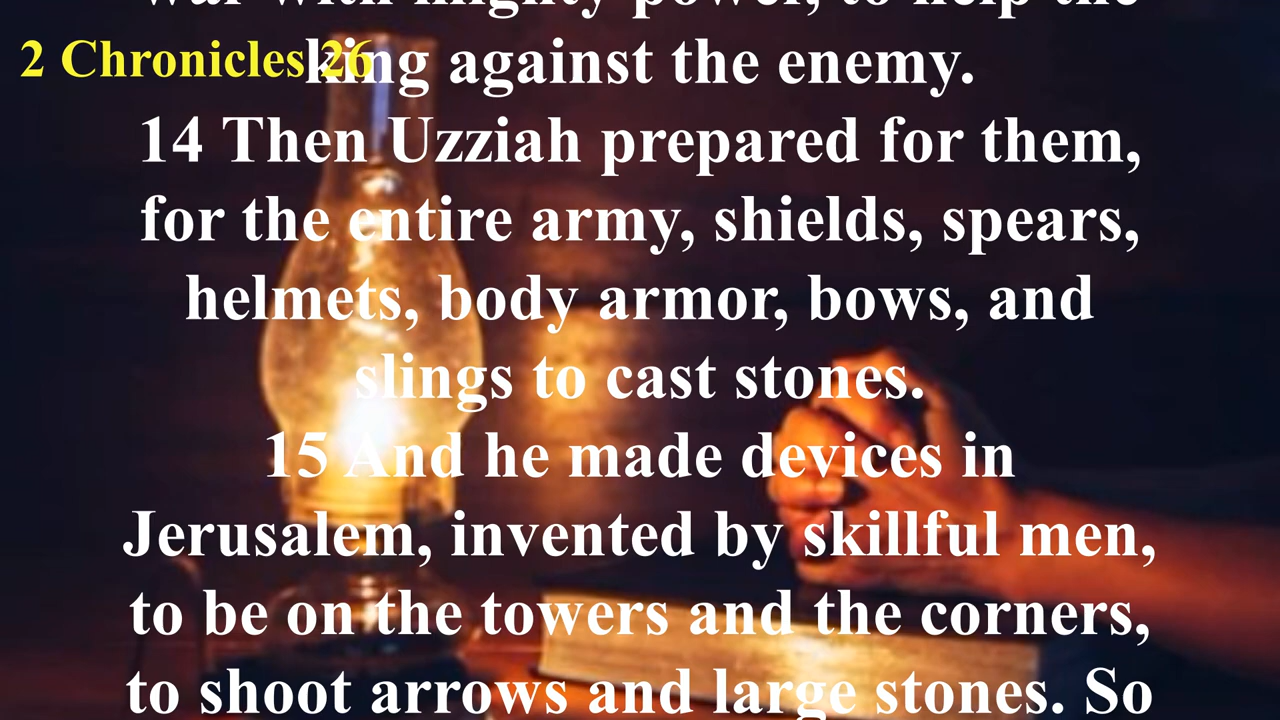 war with mighty power, to help the
2 Chronicles 26
king against the enemy.
14 Then Uzziah prepared for them,
for the entire army, shields, spears,
helmets, body armor, bows, and
slings to cast stones.
15 And he made devices in
Jerusalem, invented by skillful men,
to be on the towers and the corners,
to shoot arrows and large stones. So